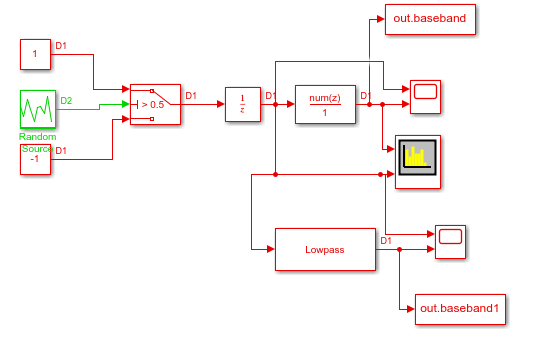 out.baseband
D1
1
D2
D1
> 0.5
D1
1
z
D1
num(z)
1
D1
Random
Source
-1
D1
Lowpass
D1
out.baseband1